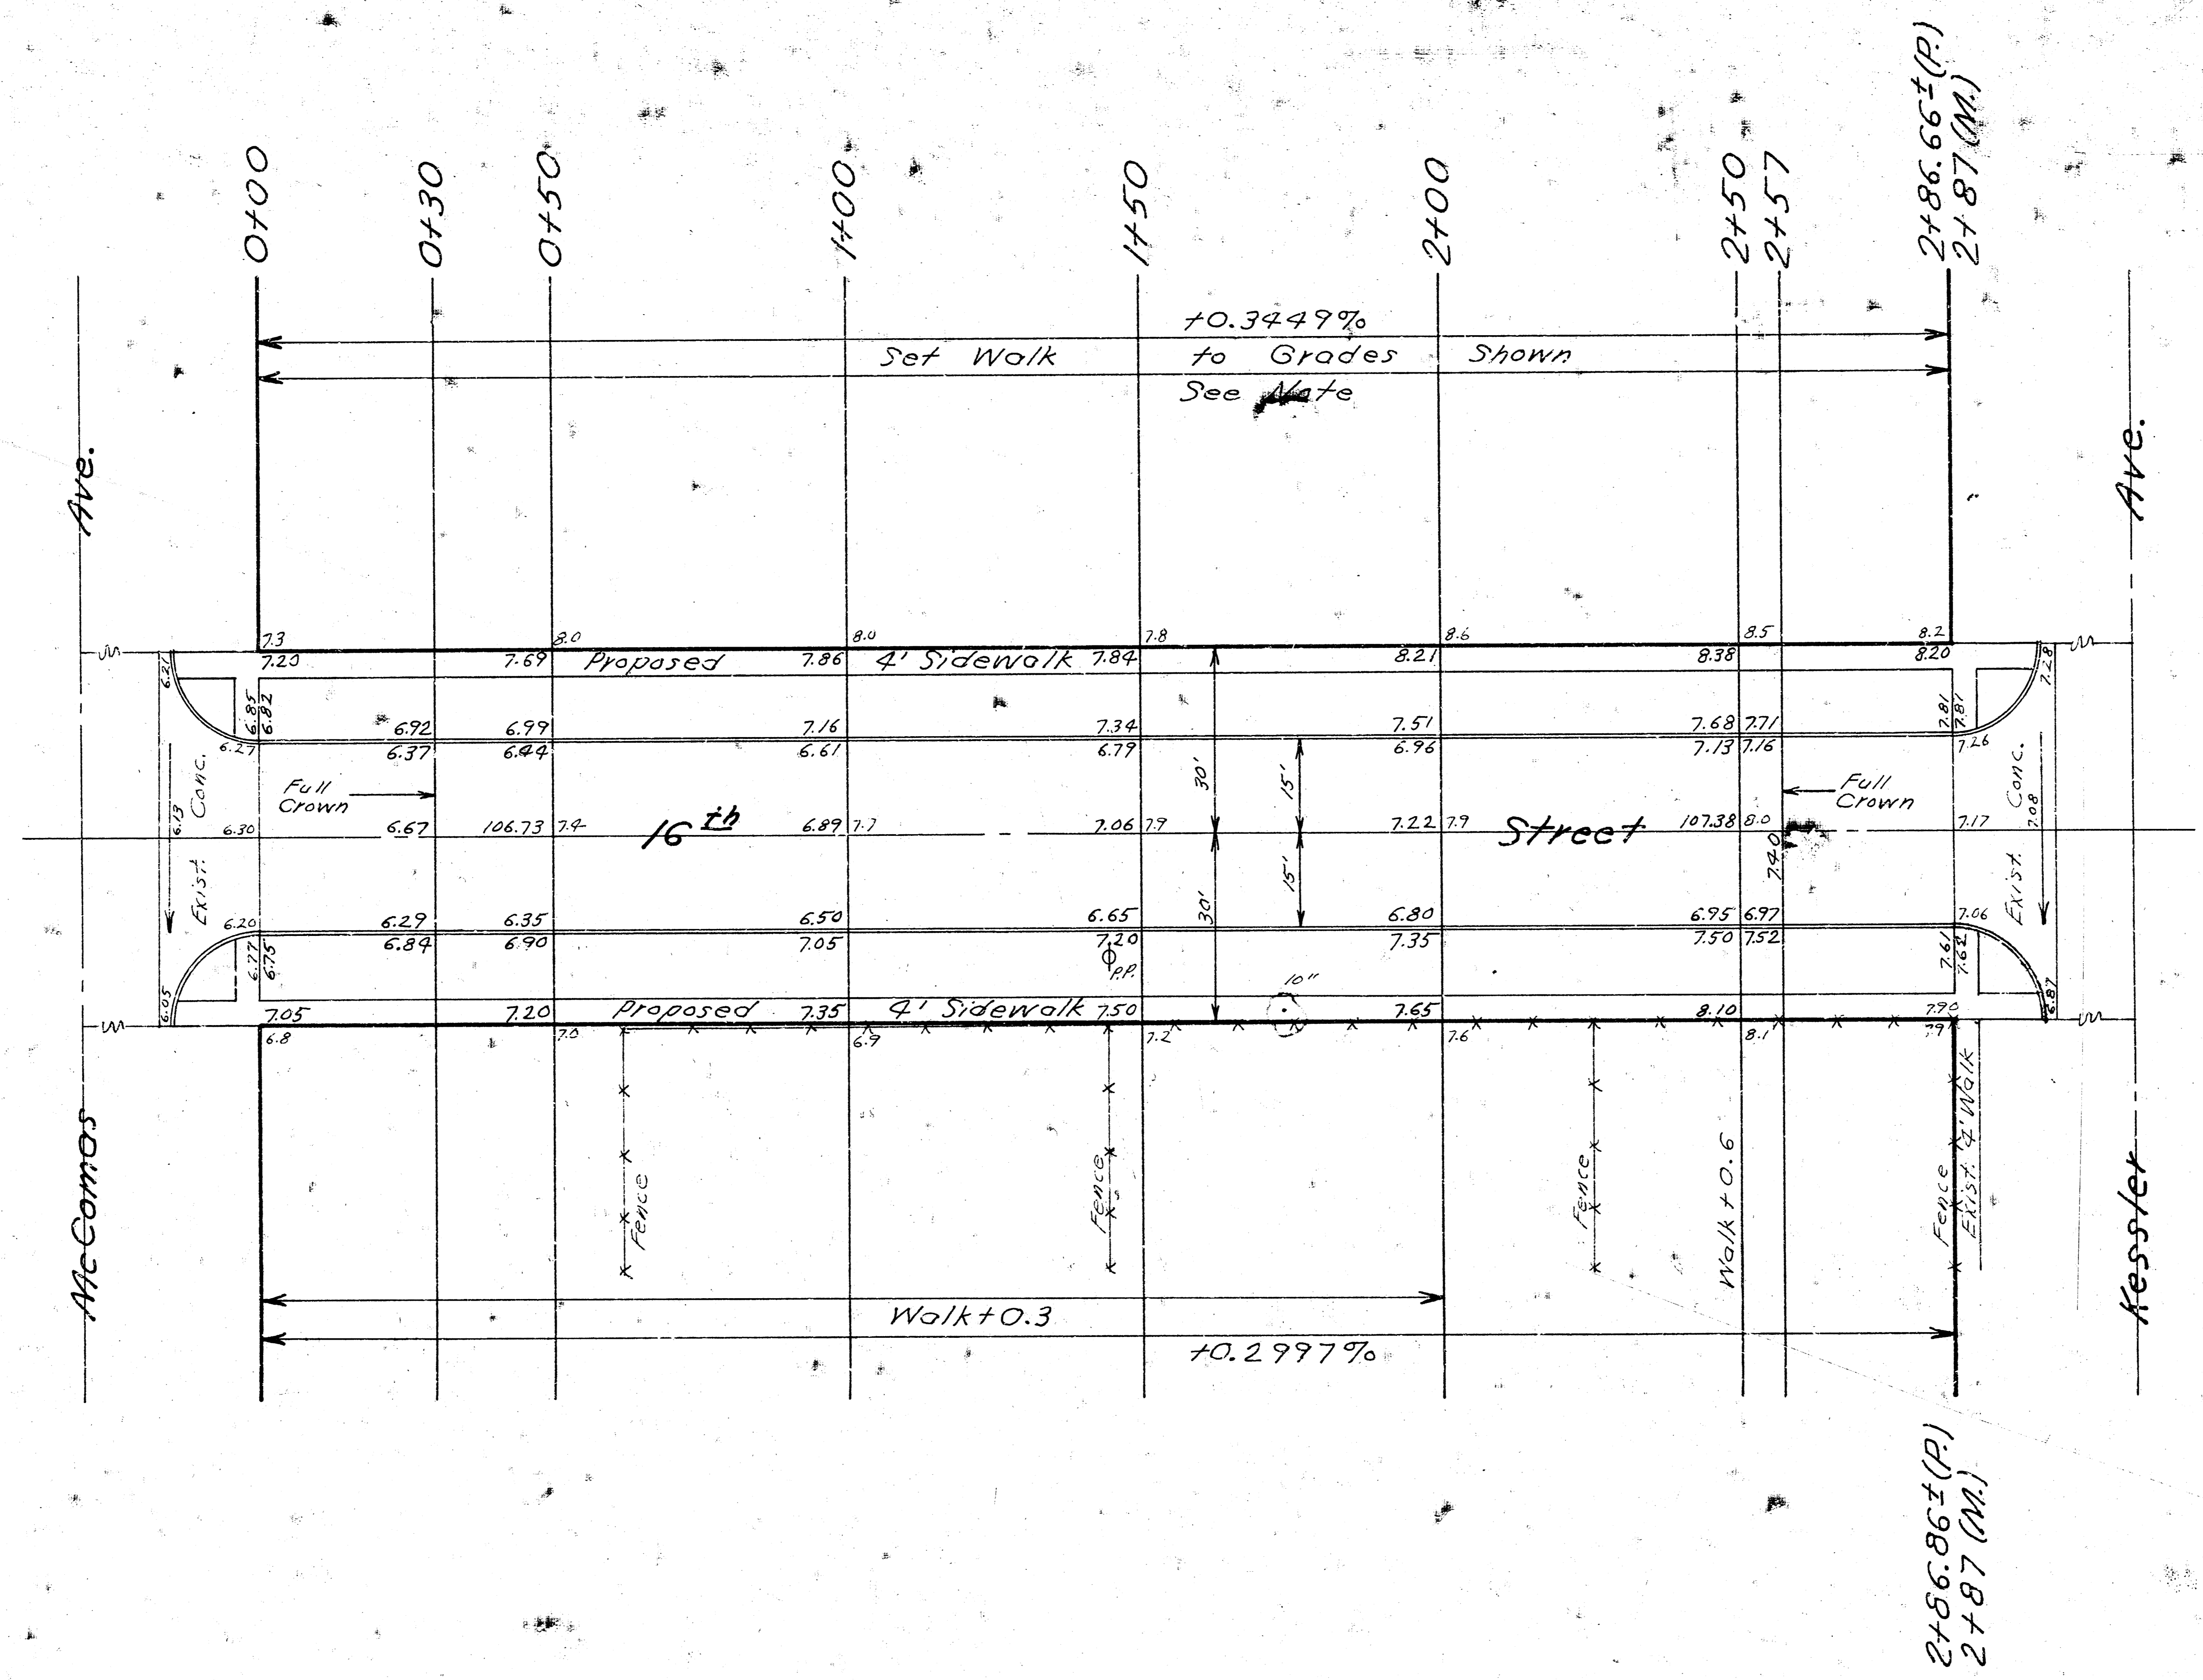 0+00
0+30
0+50
1+00
1+50
2+00
2+50
2+57
2+86.66± (P.)
2+87 (M.)
+0.3449%
Set Walk to Grades Shown
See Note
Ave.
Ave.
7.3 8.0 8.0 7.8 8.6 8.5 8.2
7.20 7.69 Proposed 7.86 4' Sidewalk 7.84 8.21 8.38 8.20
6.21
7.28
6.85
6.82
7.81
7.81
6.92 6.99 7.16 7.34 7.51 7.68 7.71
6.27 6.37 6.44 6.61 6.79 6.96 7.13 7.16 7.26
Full
Crown
Full
Crown
30'
15'
Exist. Conc.
6.13
Exist. Conc.
7.08
6.30 6.67 106.73 7.4 16th 6.89 7.7 7.06 7.9 7.22 7.9 Street 107.38 8.0 7.17
7.40
30'
15'
6.20 6.29 6.35 6.50 6.65 6.80 6.95 6.97 7.06
6.84 6.90 7.05 7.20 7.35 7.50 7.52
6.77
6.75
7.61
7.62
P.P.
10"
6.05
6.87
7.05 7.20 Proposed 7.35 4' Sidewalk 7.50 7.65 8.10 7.90
6.8 7.0 6.9 7.2 7.6 8.1 7.9
McComas
Fence
Fence
Fence
Walk + 0.6
Fence
Exist. 4' Walk
Kessler
Walk + 0.3
+0.2997%
2+86.86± (P.)
2+87 (M.)